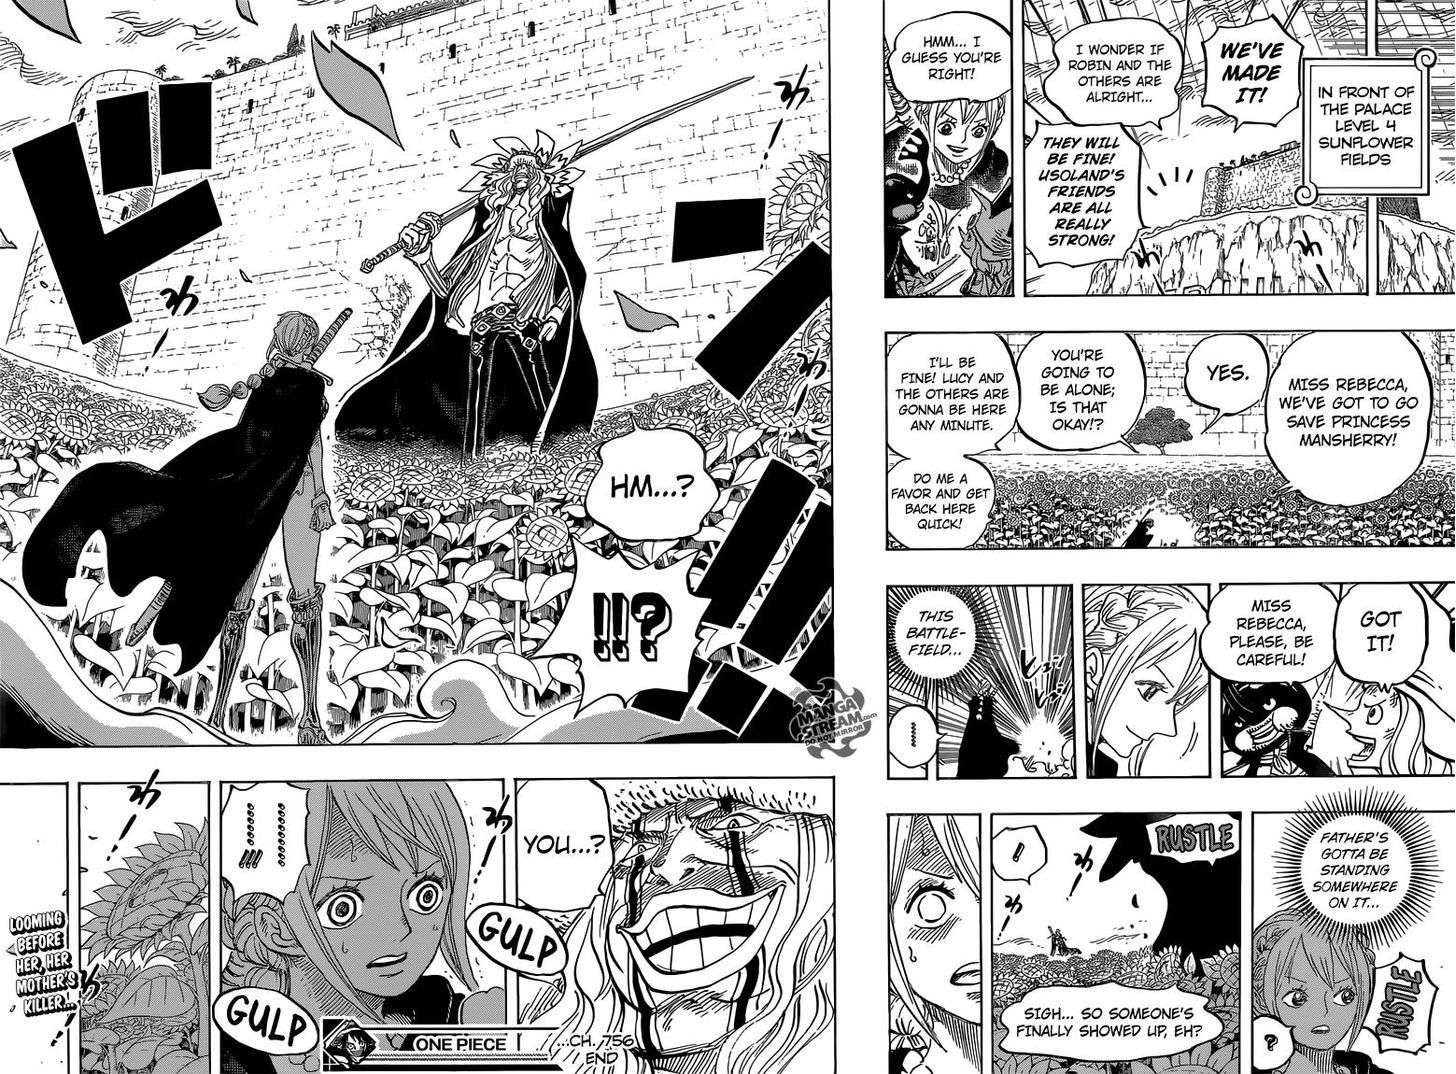 IN FRONT OF
THE PALACE
LEVEL 4
SUNFLOWER
FIELDS
WE'VE
MADE
IT!
I WONDER IF
ROBIN AND THE
OTHERS ARE
ALRIGHT...
THEY WILL
BE FINE!
USOLAND'S
FRIENDS
ARE ALL
REALLY
STRONG!
HMM... I
GUESS YOU'RE
RIGHT!
MISS REBECCA,
WE'VE GOT TO GO
SAVE PRINCESS
MANSHERRY!
YES.
YOU'RE
GOING TO
BE ALONE;
IS THAT
OKAY!?
I'LL BE
FINE! LUCY AND
THE OTHERS ARE
GONNA BE HERE
ANY MINUTE.
DO ME A
FAVOR AND GET
BACK HERE
QUICK!
GOT
IT!
MISS
REBECCA,
PLEASE, BE
CAREFUL!
THIS
BATTLE-
FIELD...
FATHER'S
GOTTA BE
STANDING
SOMEWHERE
ON IT...
RUSTLE
?
RUSTLE
!
SIGH... SO SOMEONE'S
FINALLY SHOWED UP, EH?
ド
HM...?
!!?
MANGA
STREAM.com
DO NOT MIRROR
YOU...?
GULP
!!!
GULP
LOOMING
BEFORE
HER, HER
MOTHER'S
KILLER...
ONE PIECE
...CH. 756
END